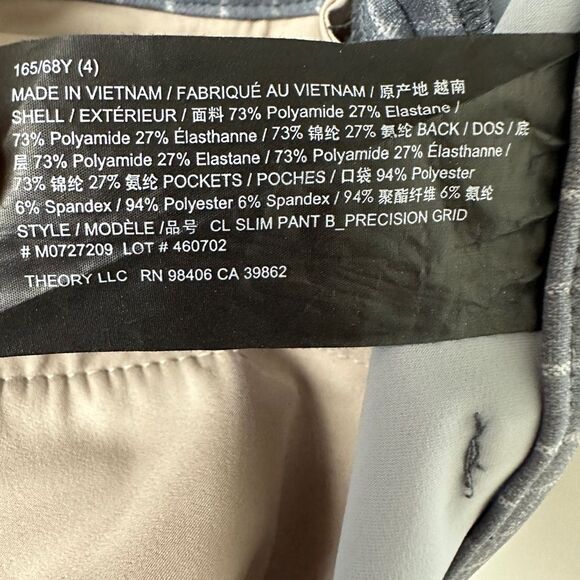 165/68Y (4)
MADE IN VIETNAM / FABRIQUÉ AU VIETNAM / 原产地 越南
SHELL / EXTÉRIEUR / 面料 73% Polyamide 27% Elastane /
73% Polyamide 27% Élasthanne / 73% 锦纶 27% 氨纶 BACK / DOS / 底
层 73% Polyamide 27% Elastane / 73% Polyamide 27% Élasthanne /
73% 锦纶 27% 氨纶 POCKETS / POCHES / 口袋 94% Polyester
6% Spandex / 94% Polyester 6% Spandex / 94% 聚酯纤维 6% 氨纶
STYLE / MODÈLE / 品号 CL SLIM PANT B_PRECISION GRID
# M0727209 LOT # 460702
THEORY LLC RN 98406 CA 39862